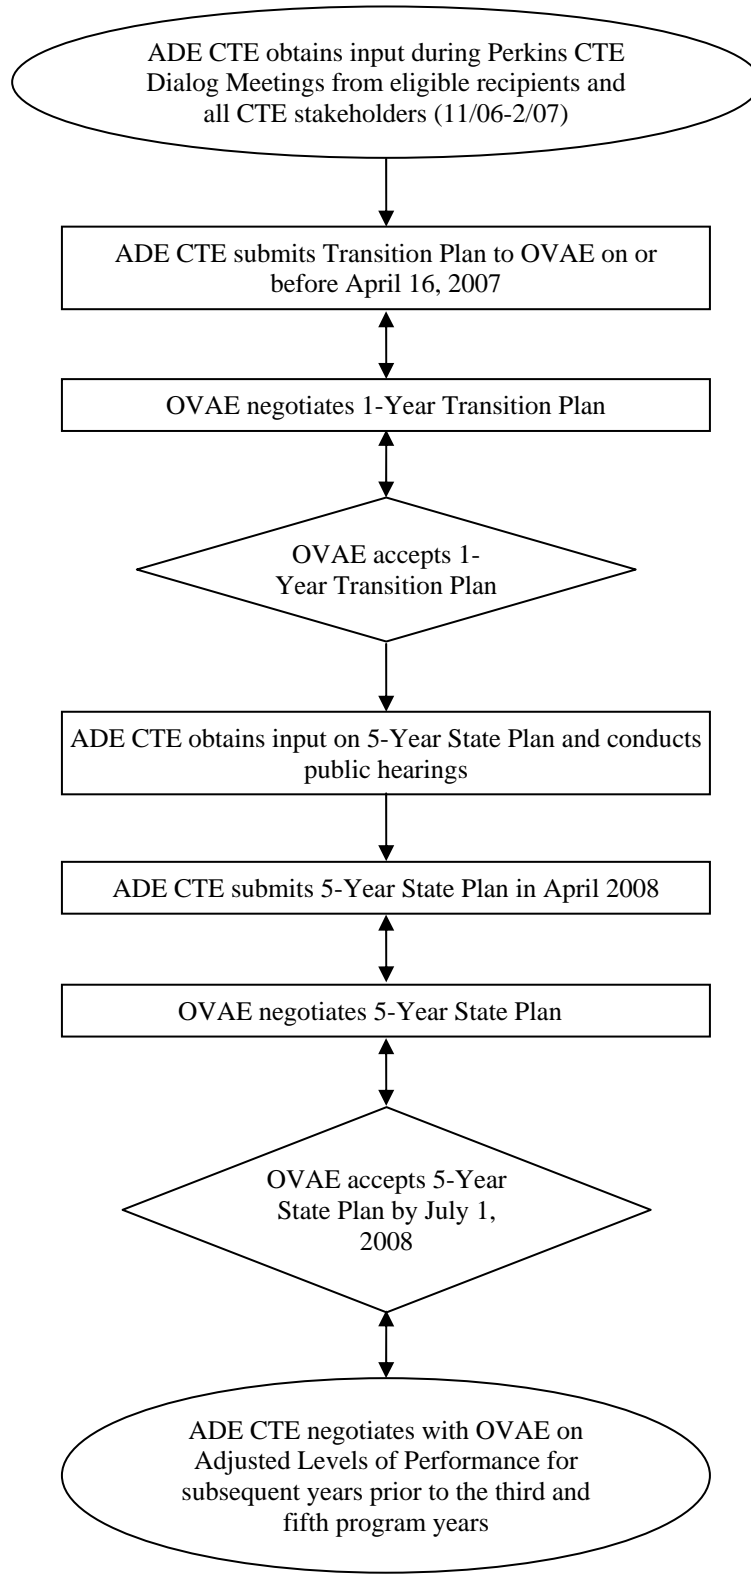 ADE CTE obtains input during Perkins CTE
Dialog Meetings from eligible recipients and
all CTE stakeholders (11/06-2/07)
ADE CTE submits Transition Plan to OVAE on or
before April 16, 2007
OVAE negotiates 1-Year Transition Plan
OVAE accepts 1-
Year Transition Plan
ADE CTE obtains input on 5-Year State Plan and conducts
public hearings
ADE CTE submits 5-Year State Plan in April 2008
OVAE negotiates 5-Year State Plan
OVAE accepts 5-Year
State Plan by July 1,
2008
ADE CTE negotiates with OVAE on
Adjusted Levels of Performance for
subsequent years prior to the third and
fifth program years